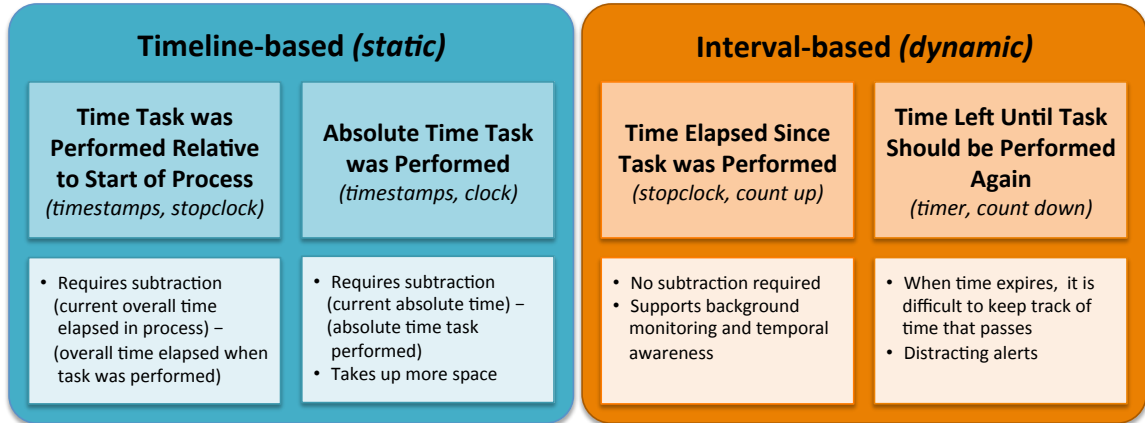 Timeline-based (static)
Time Task was
Performed Relative
to Start of Process
(timestamps, stopclock)
• Requires subtraction
(current overall time
elapsed in process) −
(overall time elapsed when
task was performed)
Absolute Time Task
was Performed
(timestamps, clock)
• Requires subtraction
(current absolute time) −
(absolute time task
performed)
• Takes up more space
Interval-based (dynamic)
Time Elapsed Since
Task was Performed
(stopclock, count up)
• No subtraction required
• Supports background
monitoring and temporal
awareness
Time Left Until Task
Should be Performed
Again
(timer, count down)
• When time expires, it is
difficult to keep track of
time that passes
• Distracting alerts